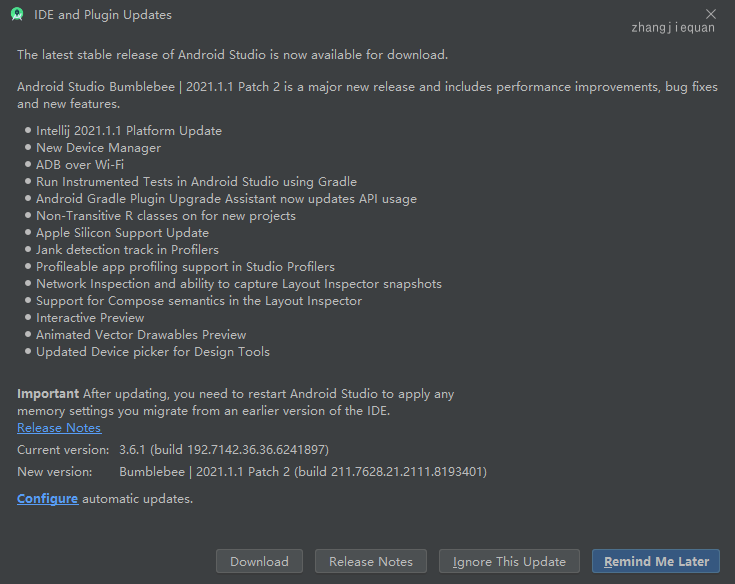 IDE and Plugin Updates
zhangjiequan
The latest stable release of Android Studio is now available for download.
Android Studio Bumblebee | 2021.1.1 Patch 2 is a major new release and includes performance improvements, bug fixes
and new features.
Intellij 2021.1.1 Platform Update
New Device Manager
ADB over Wi-Fi
Run Instrumented Tests in Android Studio using Gradle
Android Gradle Plugin Upgrade Assistant now updates API usage
Non-Transitive R classes on for new projects
Apple Silicon Support Update
Jank detection track in Profilers
Profileable app profiling support in Studio Profilers
Network Inspection and ability to capture Layout Inspector snapshots
Support for Compose semantics in the Layout Inspector
Interactive Preview
Animated Vector Drawables Preview
Updated Device picker for Design Tools
Important After updating, you need to restart Android Studio to apply any
memory settings you migrate from an earlier version of the IDE.
Release Notes
Current version: 3.6.1 (build 192.7142.36.36.6241897)
New version: Bumblebee | 2021.1.1 Patch 2 (build 211.7628.21.2111.8193401)
Configure automatic updates.
Download Release Notes Ignore This Update Remind Me Later